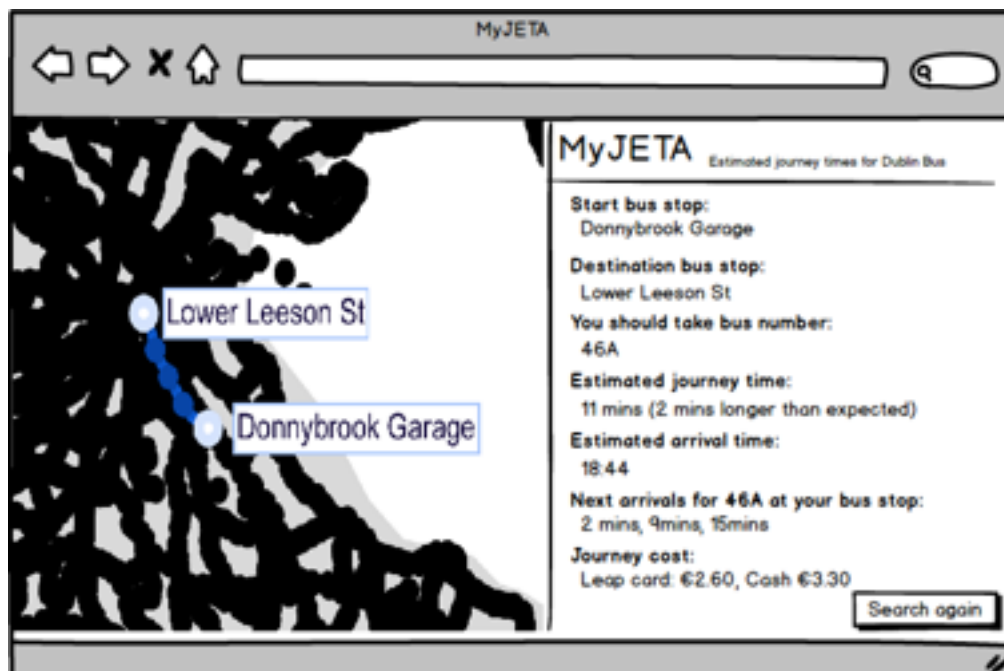 MyJETA
MyJETA
Estimated journey times for Dublin Bus
Start bus stop:
Donnybrook Garage
Destination bus stop:
Lower Leeson St
You should take bus number:
46A
Estimated journey time:
11 mins (2 mins longer than expected)
Estimated arrival time:
18:44
Next arrivals for 46A at your bus stop:
2 mins, 9mins, 15mins
Journey cost:
Leap card: €2.60, Cash €3.30
Search again
Lower Leeson St
Donnybrook Garage